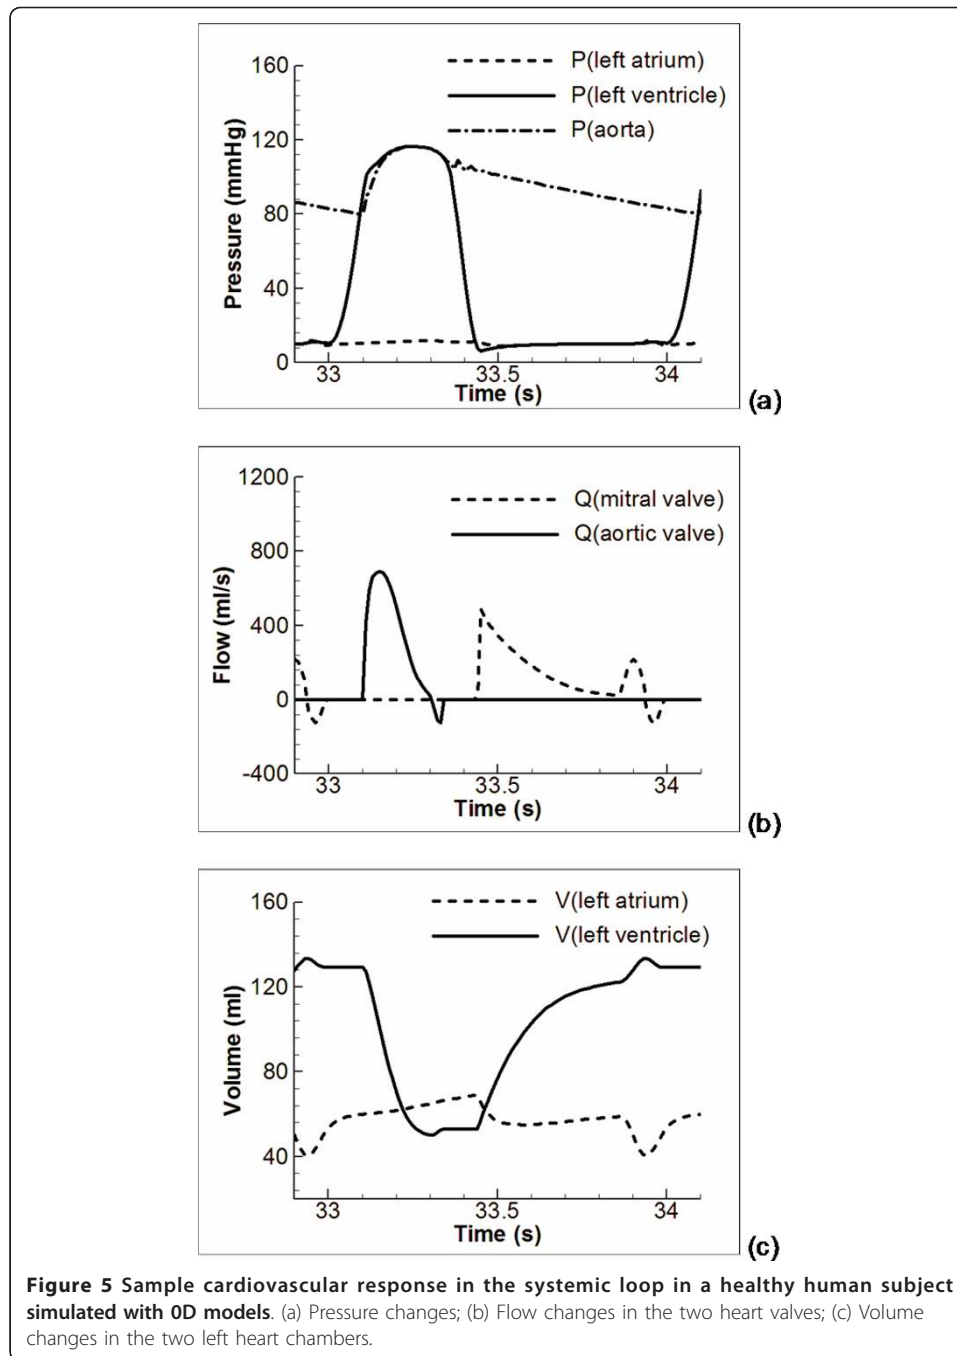 160
120
80
40
0
Pressure (mmHg)
P(left atrium)
P(left ventricle)
P(aorta)
33
33.5
34
Time (s)
(a)
1200
800
400
0
-400
Flow (ml/s)
Q(mitral valve)
Q(aortic valve)
33
33.5
34
Time (s)
(b)
160
120
80
40
Volume (ml)
V(left atrium)
V(left ventricle)
33
33.5
34
Time (s)
(c)
Figure 5 Sample cardiovascular response in the systemic loop in a healthy human subject
simulated with 0D models. (a) Pressure changes; (b) Flow changes in the two heart valves; (c) Volume
changes in the two left heart chambers.